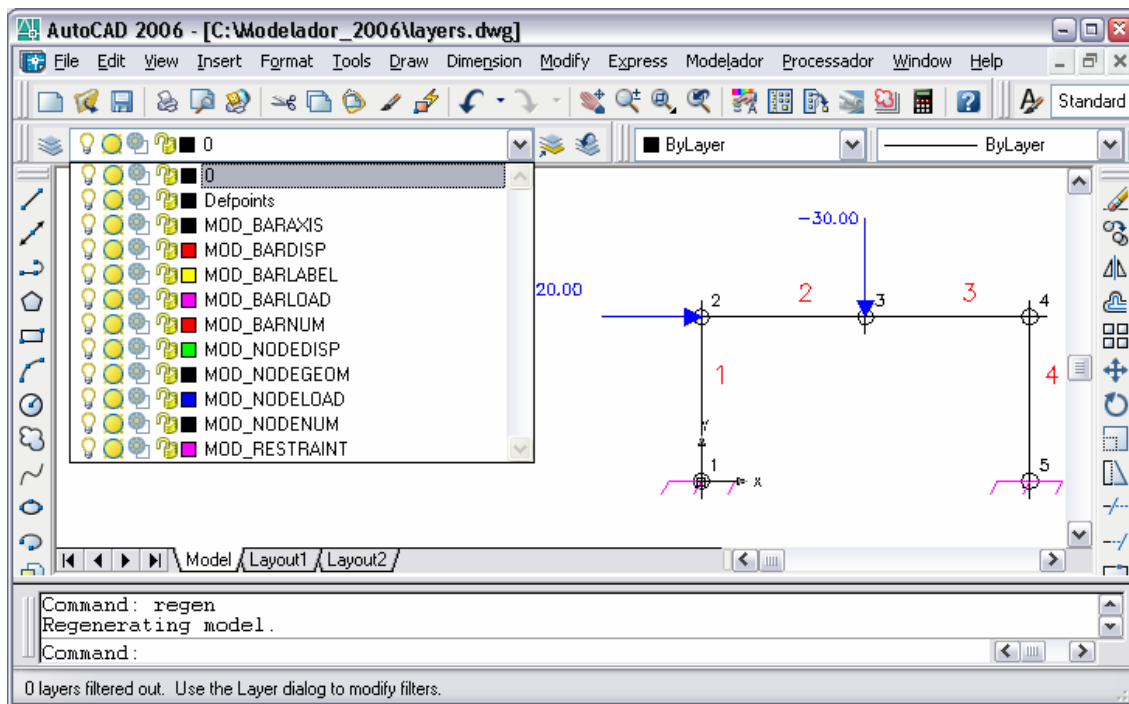 AutoCAD 2006 - [C:\Modelador_2006\layers.dwg]
File Edit View Insert Format Tools Draw Dimension Modify Express Modelador Processador Window Help
Standard
0 ByLayer ByLayer
0
Defpoints
MOD_BARAXIS
MOD_BARDISP
MOD_BARLABEL
MOD_BARLOAD
MOD_BARNUM
MOD_NODEDISP
MOD_NODEGEOM
MOD_NODELOAD
MOD_NODENUM
MOD_RESTRAINT
-30.00
20.00 2 2 3 3 4
1 4
Y
1 X 5
Model Layout1 Layout2
Command: regen
Regenerating model.
Command:
0 layers filtered out. Use the Layer dialog to modify filters.